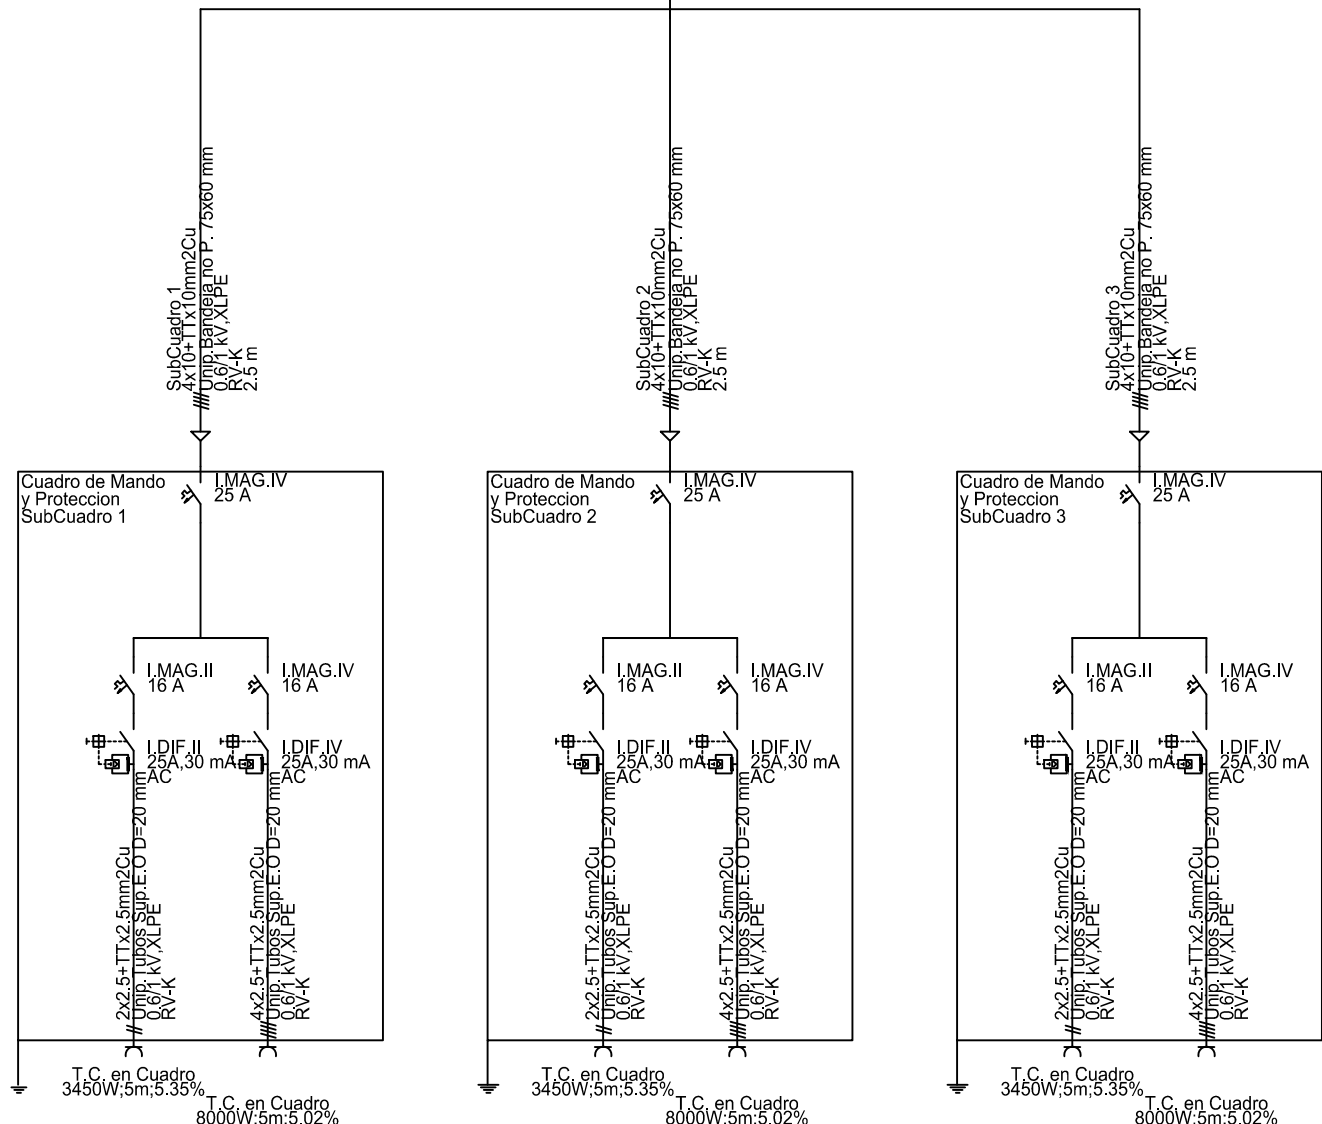 SubCuadro 1
4x10+TTx10mm2Cu
Unip.Bandeja no P. 75x60 mm
0.6/1 kV,XLPE
RV-K
2.5 m
SubCuadro 2
4x10+TTx10mm2Cu
Unip.Bandeja no P. 75x60 mm
0.6/1 kV,XLPE
RV-K
2.5 m
SubCuadro 3
4x10+TTx10mm2Cu
Unip.Bandeja no P. 75x60 mm
0.6/1 kV,XLPE
RV-K
2.5 m
Cuadro de Mando
y Proteccion
SubCuadro 1
I.MAG.IV
25 A
I.MAG.II
16 A
I.MAG.IV
16 A
I.DIF.II
25A,30 mA
AC
I.DIF.IV
25A,30 mA
AC
2x2.5+TTx2.5mm2Cu
Unip.Tubos Sup.E.O D=20 mm
0.6/1 kV,XLPE
RV-K
4x2.5+TTx2.5mm2Cu
Unip.Tubos Sup.E.O D=20 mm
0.6/1 kV,XLPE
RV-K
T.C. en Cuadro
3450W;5m;5.35%
T.C. en Cuadro
8000W;5m;5.02%
Cuadro de Mando
y Proteccion
SubCuadro 2
I.MAG.IV
25 A
I.MAG.II
16 A
I.MAG.IV
16 A
I.DIF.II
25A,30 mA
AC
I.DIF.IV
25A,30 mA
AC
2x2.5+TTx2.5mm2Cu
Unip.Tubos Sup.E.O D=20 mm
0.6/1 kV,XLPE
RV-K
4x2.5+TTx2.5mm2Cu
Unip.Tubos Sup.E.O D=20 mm
0.6/1 kV,XLPE
RV-K
T.C. en Cuadro
3450W;5m;5.35%
T.C. en Cuadro
8000W;5m;5.02%
Cuadro de Mando
y Proteccion
SubCuadro 3
I.MAG.IV
25 A
I.MAG.II
16 A
I.MAG.IV
16 A
I.DIF.II
25A,30 mA
AC
I.DIF.IV
25A,30 mA
AC
2x2.5+TTx2.5mm2Cu
Unip.Tubos Sup.E.O D=20 mm
0.6/1 kV,XLPE
RV-K
4x2.5+TTx2.5mm2Cu
Unip.Tubos Sup.E.O D=20 mm
0.6/1 kV,XLPE
RV-K
T.C. en Cuadro
3450W;5m;5.35%
T.C. en Cuadro
8000W;5m;5.02%